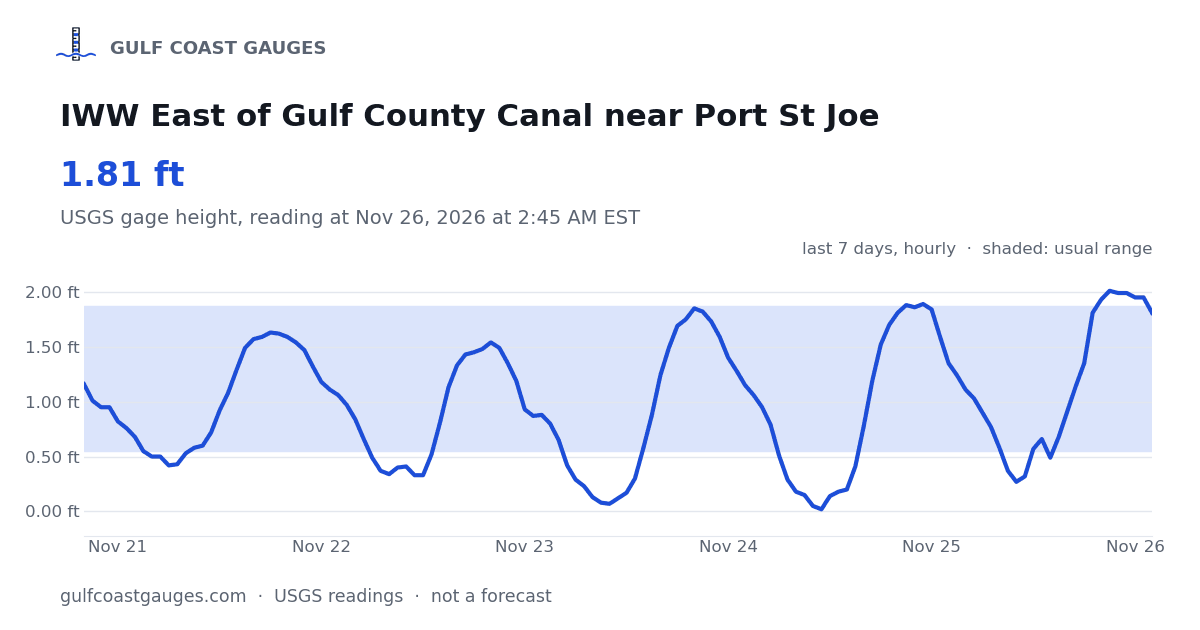 GULF COAST GAUGES
IWW East of Gulf County Canal near Port St Joe
1.81 ft
USGS gage height, reading at Nov 26, 2026 at 2:45 AM EST
last 7 days, hourly · shaded: usual range
2.00 ft
1.50 ft
1.00 ft
0.50 ft
0.00 ft
Nov 21 Nov 22 Nov 23 Nov 24 Nov 25 Nov 26
gulfcoastgauges.com · USGS readings · not a forecast